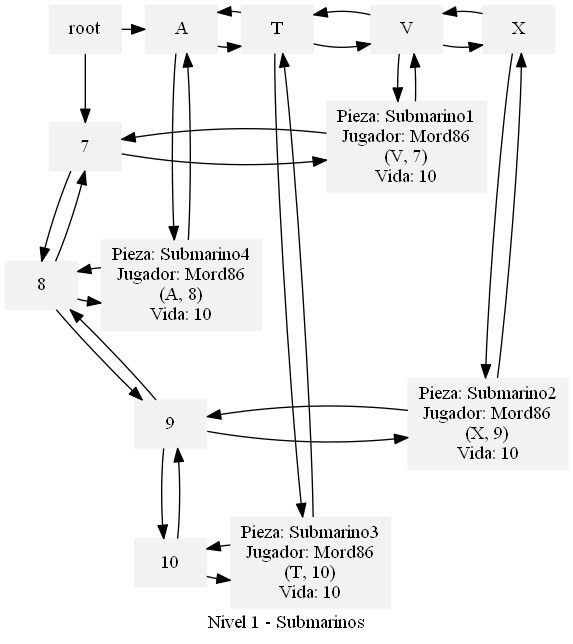 root
A
T
V
X
7
Pieza: Submarino1
Jugador: Mord86
(V, 7)
Vida: 10
8
Pieza: Submarino4
Jugador: Mord86
(A, 8)
Vida: 10
9
Pieza: Submarino2
Jugador: Mord86
(X, 9)
Vida: 10
10
Pieza: Submarino3
Jugador: Mord86
(T, 10)
Vida: 10
Nivel 1 - Submarinos